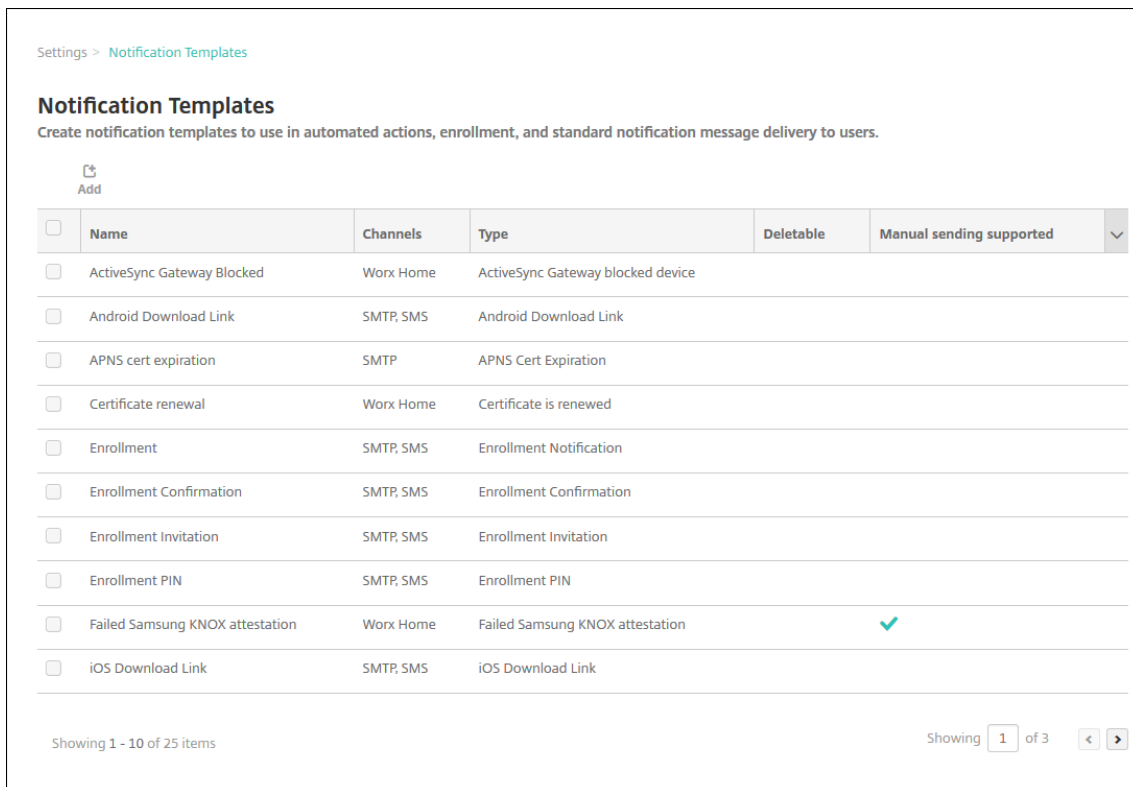 Settings > Notification Templates
Notification Templates
Create notification templates to use in automated actions, enrollment, and standard notification message delivery to users.
Add
Name Channels Type Deletable Manual sending supported
ActiveSync Gateway Blocked Worx Home ActiveSync Gateway blocked device
Android Download Link SMTP, SMS Android Download Link
APNS cert expiration SMTP APNS Cert Expiration
Certificate renewal Worx Home Certificate is renewed
Enrollment SMTP, SMS Enrollment Notification
Enrollment Confirmation SMTP, SMS Enrollment Confirmation
Enrollment Invitation SMTP, SMS Enrollment Invitation
Enrollment PIN SMTP, SMS Enrollment PIN
Failed Samsung KNOX attestation Worx Home Failed Samsung KNOX attestation
iOS Download Link SMTP, SMS iOS Download Link
Showing 1 - 10 of 25 items Showing 1 of 3